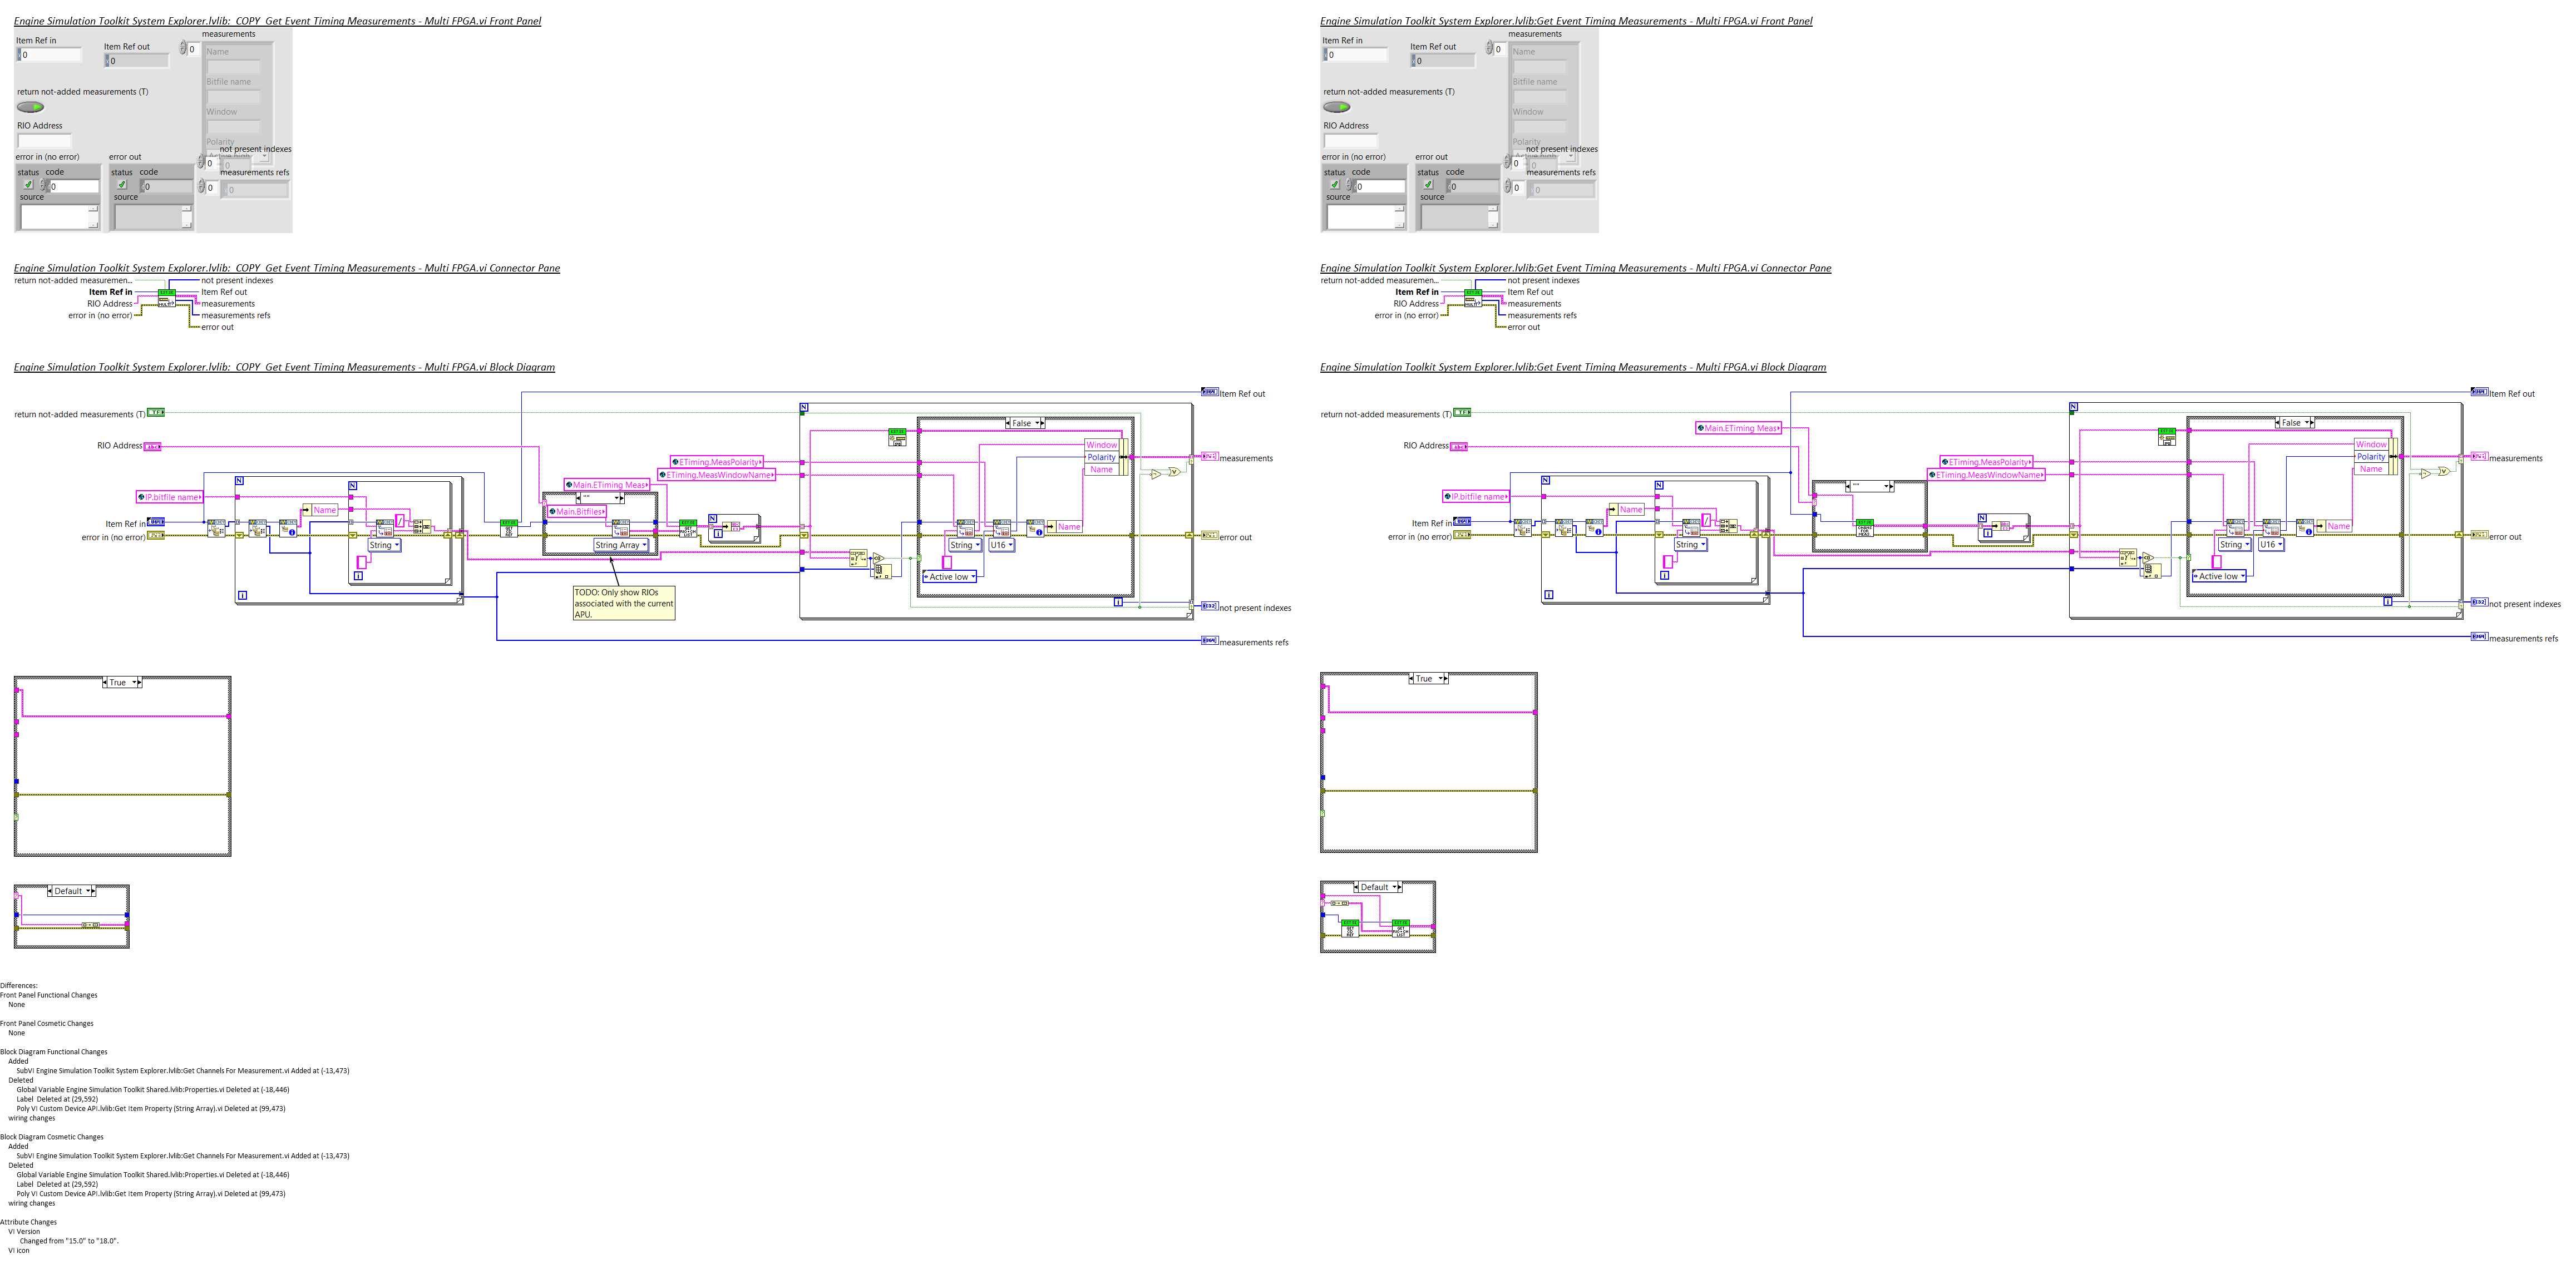 Engine Simulation Toolkit System Explorer.lvlib:_COPY_Get Event Timing Measurements - Multi FPGA.vi Front Panel
Item Ref in
0
Item Ref out
0
0
measurements
Name
Bitfile name
Window
Polarity
return not-added measurements (T)
RIO Address
error in (no error)
status
code
0
source
error out
status
code
0
source
not present indexes
0
0
measurements refs
0
0
Engine Simulation Toolkit System Explorer.lvlib:_COPY_Get Event Timing Measurements - Multi FPGA.vi Connector Pane
return not-added measuremen...
Item Ref in
RIO Address
error in (no error)
not present indexes
Item Ref out
measurements
measurements refs
error out
Engine Simulation Toolkit System Explorer.lvlib:_COPY_Get Event Timing Measurements - Multi FPGA.vi Block Diagram
return not-added measurements (T)
RIO Address
IP.bitfile name
Item Ref in
error in (no error)
N
N
Name
String
i
i
Main.ETiming Meas
Main.Bitfiles
String Array
TODO: Only show RIOs
associated with the current
APU.
ETiming.MeasPolarity
ETiming.MeasWindowName
N
i
N
False
Window
Polarity
Name
Name
String
U16
Active low
i
Item Ref out
measurements
error out
not present indexes
measurements refs
True
Default
Differences:
Front Panel Functional Changes
None
Front Panel Cosmetic Changes
None
Block Diagram Functional Changes
Added
SubVI Engine Simulation Toolkit System Explorer.lvlib:Get Channels For Measurement.vi Added at (-13,473)
Deleted
Global Variable Engine Simulation Toolkit Shared.lvlib:Properties.vi Deleted at (-18,446)
Label  Deleted at (29,592)
Poly VI Custom Device API.lvlib:Get Item Property (String Array).vi Deleted at (99,473)
wiring changes
Block Diagram Cosmetic Changes
Added
SubVI Engine Simulation Toolkit System Explorer.lvlib:Get Channels For Measurement.vi Added at (-13,473)
Deleted
Global Variable Engine Simulation Toolkit Shared.lvlib:Properties.vi Deleted at (-18,446)
Label  Deleted at (29,592)
Poly VI Custom Device API.lvlib:Get Item Property (String Array).vi Deleted at (99,473)
wiring changes
Attribute Changes
VI Version
Changed from "15.0" to "18.0".
VI icon
Engine Simulation Toolkit System Explorer.lvlib:Get Event Timing Measurements - Multi FPGA.vi Front Panel
Item Ref in
0
Item Ref out
0
0
measurements
Name
Bitfile name
Window
Polarity
return not-added measurements (T)
RIO Address
error in (no error)
status
code
0
source
error out
status
code
0
source
not present indexes
0
0
measurements refs
0
0
Engine Simulation Toolkit System Explorer.lvlib:Get Event Timing Measurements - Multi FPGA.vi Connector Pane
return not-added measuremen...
Item Ref in
RIO Address
error in (no error)
not present indexes
Item Ref out
measurements
measurements refs
error out
Engine Simulation Toolkit System Explorer.lvlib:Get Event Timing Measurements - Multi FPGA.vi Block Diagram
return not-added measurements (T)
RIO Address
IP.bitfile name
Item Ref in
error in (no error)
N
N
Name
String
i
i
Main.ETiming Meas
ETiming.MeasPolarity
ETiming.MeasWindowName
N
i
N
False
Window
Polarity
Name
Name
String
U16
Active low
i
Item Ref out
measurements
error out
not present indexes
measurements refs
True
Default